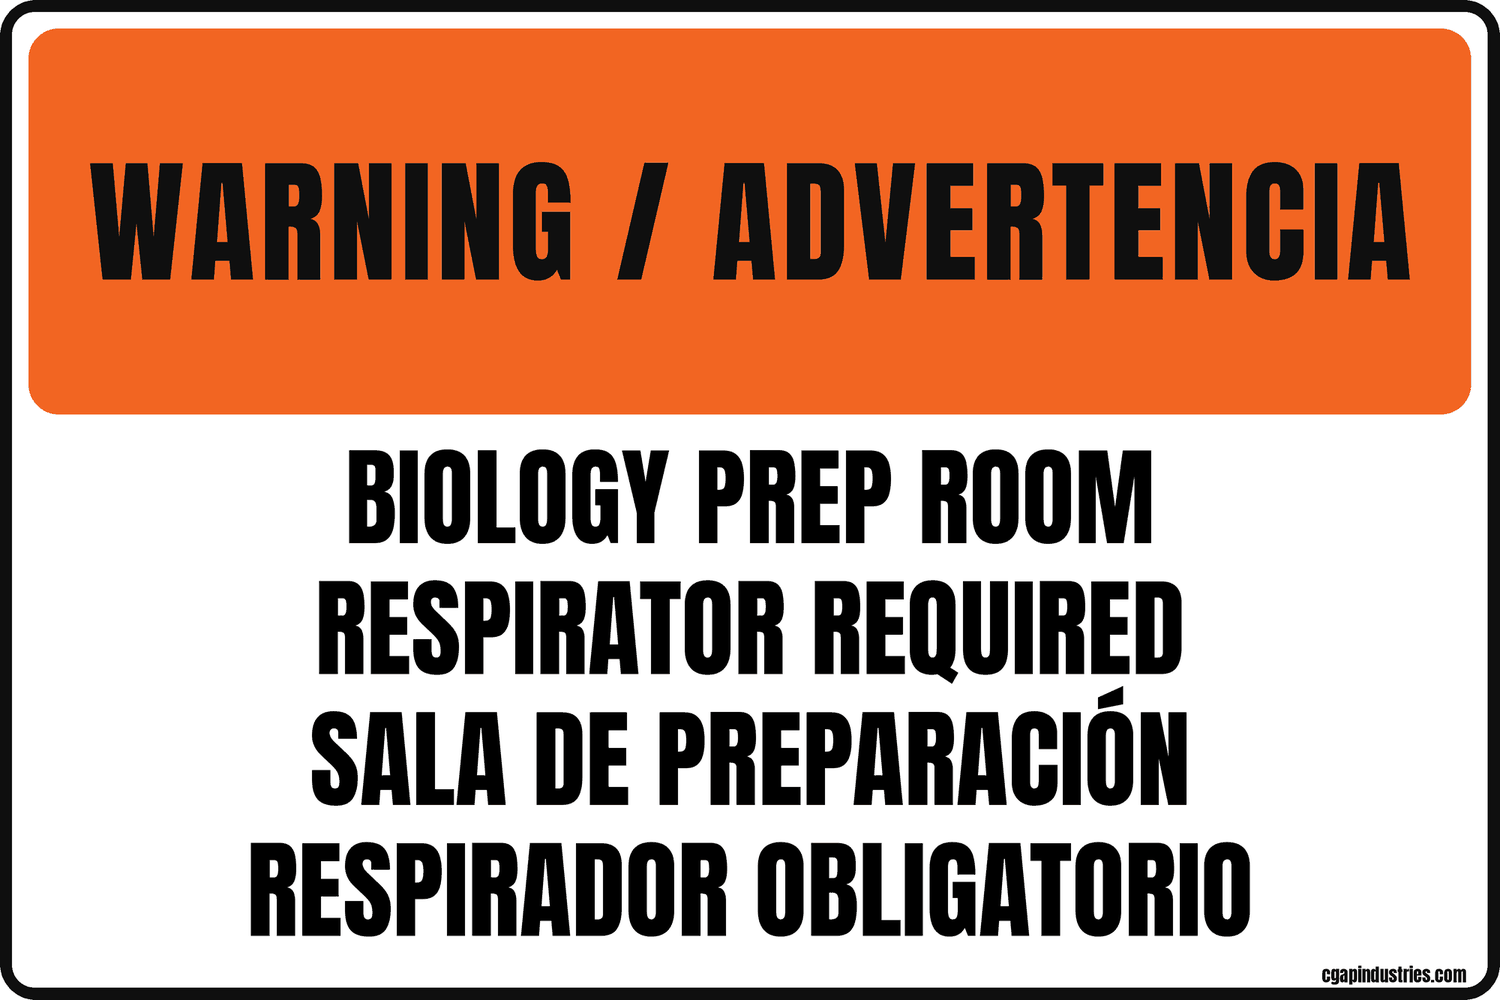 WARNING / ADVERTENCIA
BIOLOGY PREP ROOM
RESPIRATOR REQUIRED
SALA DE PREPARACIÓN
RESPIRADOR OBLIGATORIO
cgapindustries.com